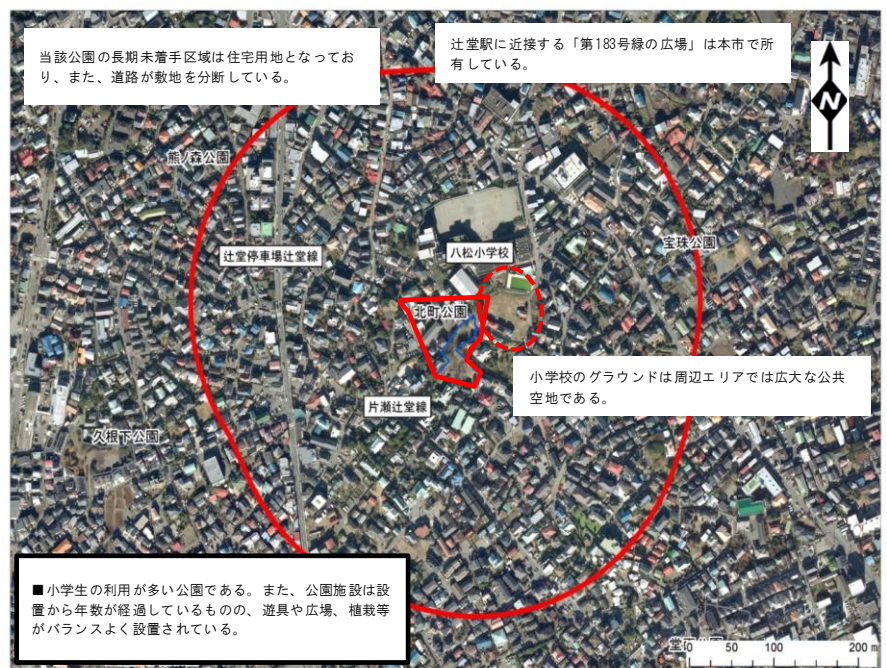 当該公園の長期未着手区域は住宅用地となってお
り、また、道路が敷地を分断している。
辻堂駅に近接する「第183号緑の広場」は本市で所
有している。
N
熊ノ森公園
八松小学校
宝珠公園
辻堂停車場辻堂線
北町公園
小学校のグラウンドは周辺エリアでは広大な公共
空地である。
片瀬辻堂線
久根下公園
■小学生の利用が多い公園である。また、公園施設は設
置から年数が経過しているものの、遊具や広場、植栽等
がバランスよく設置されている。
0 50 100 200 m